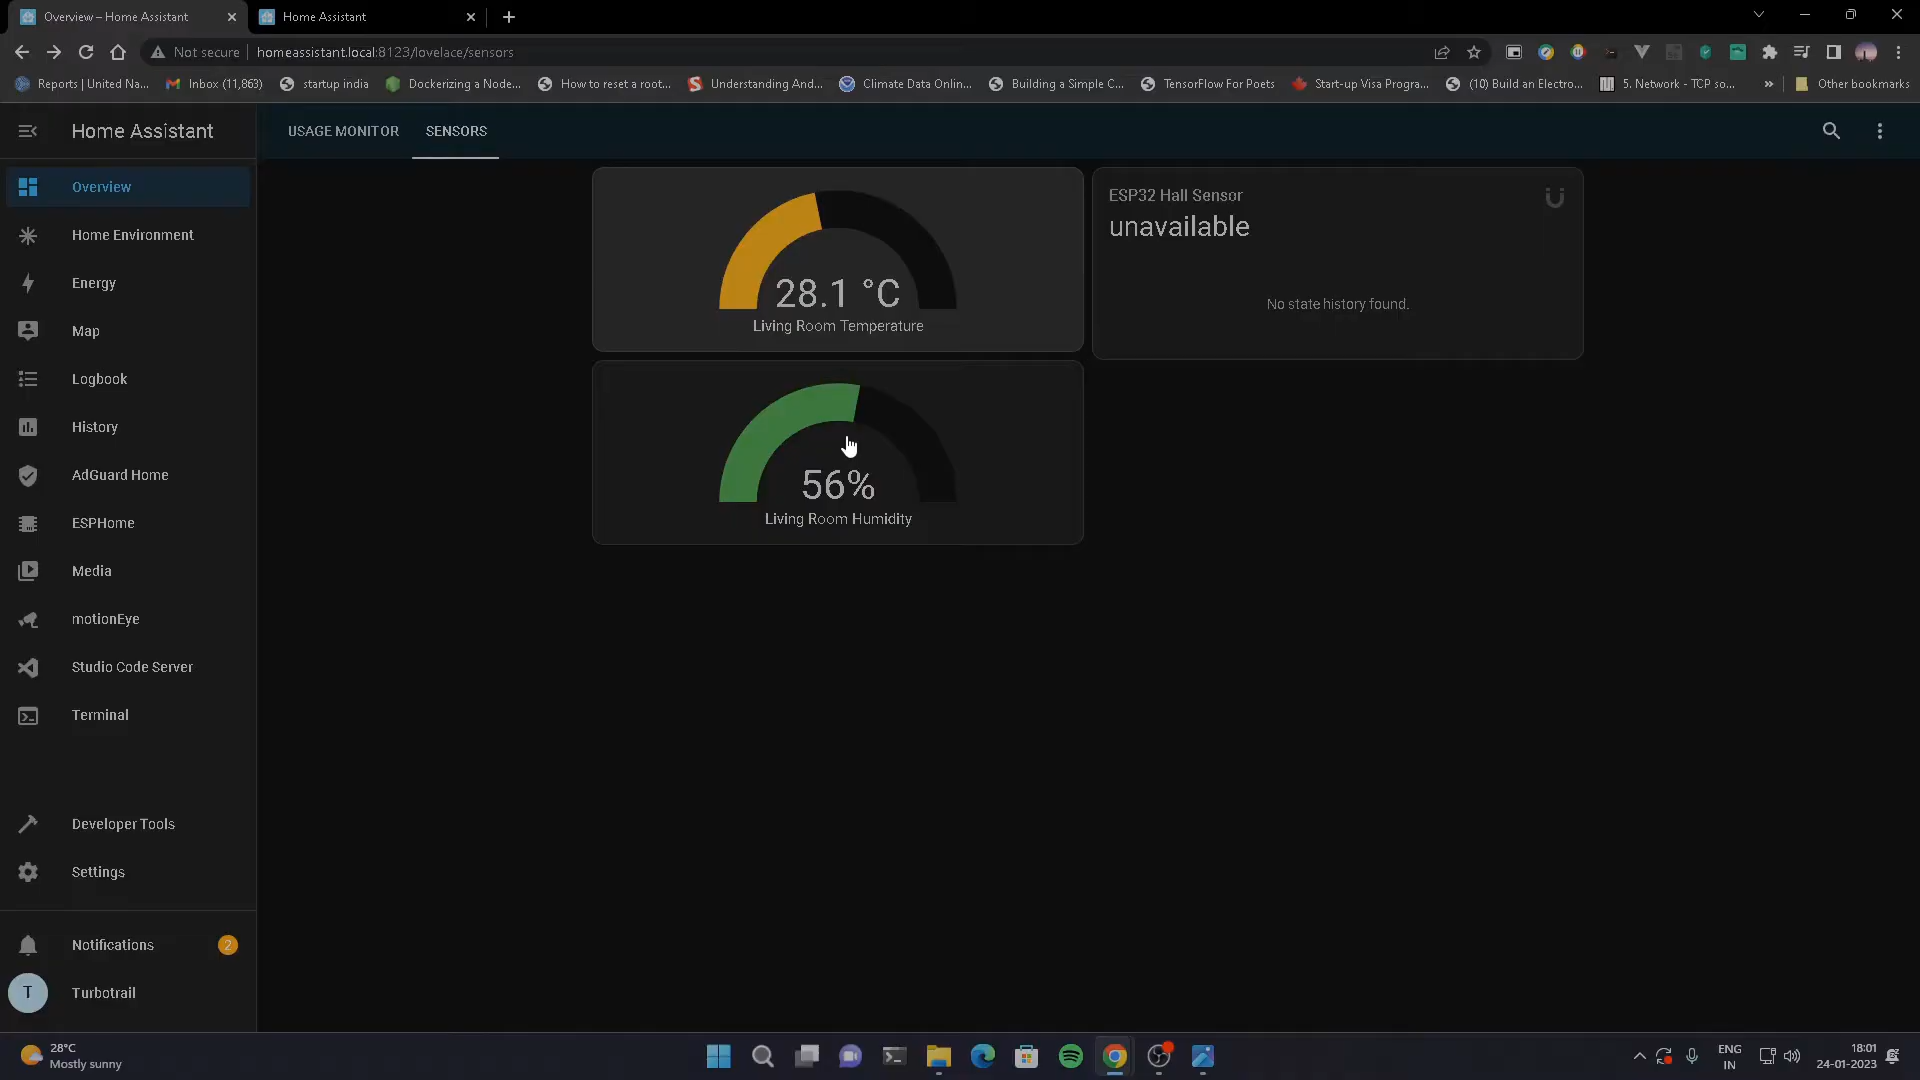 Overview – Home Assistant
Home Assistant
Not secure
homeassistant.local:8123/lovelace/sensors
Reports | United Na...
Inbox (11,863)
startup india
Dockerizing a Node...
How to reset a root...
Understanding And...
Climate Data Onlin...
Building a Simple C...
TensorFlow For Poets
Start-up Visa Progra...
(10) Build an Electro...
5. Network - TCP so...
»
Other bookmarks
Home Assistant
USAGE MONITOR
SENSORS
Overview
Home Environment
Energy
Map
Logbook
History
AdGuard Home
ESPHome
Media
motionEye
Studio Code Server
Terminal
Developer Tools
Settings
Notifications
2
T
Turbotrail
28.1 °C
Living Room Temperature
56%
Living Room Humidity
ESP32 Hall Sensor
unavailable
No state history found.
28°C
Mostly sunny
ENG
IN
18:01
24-01-2023